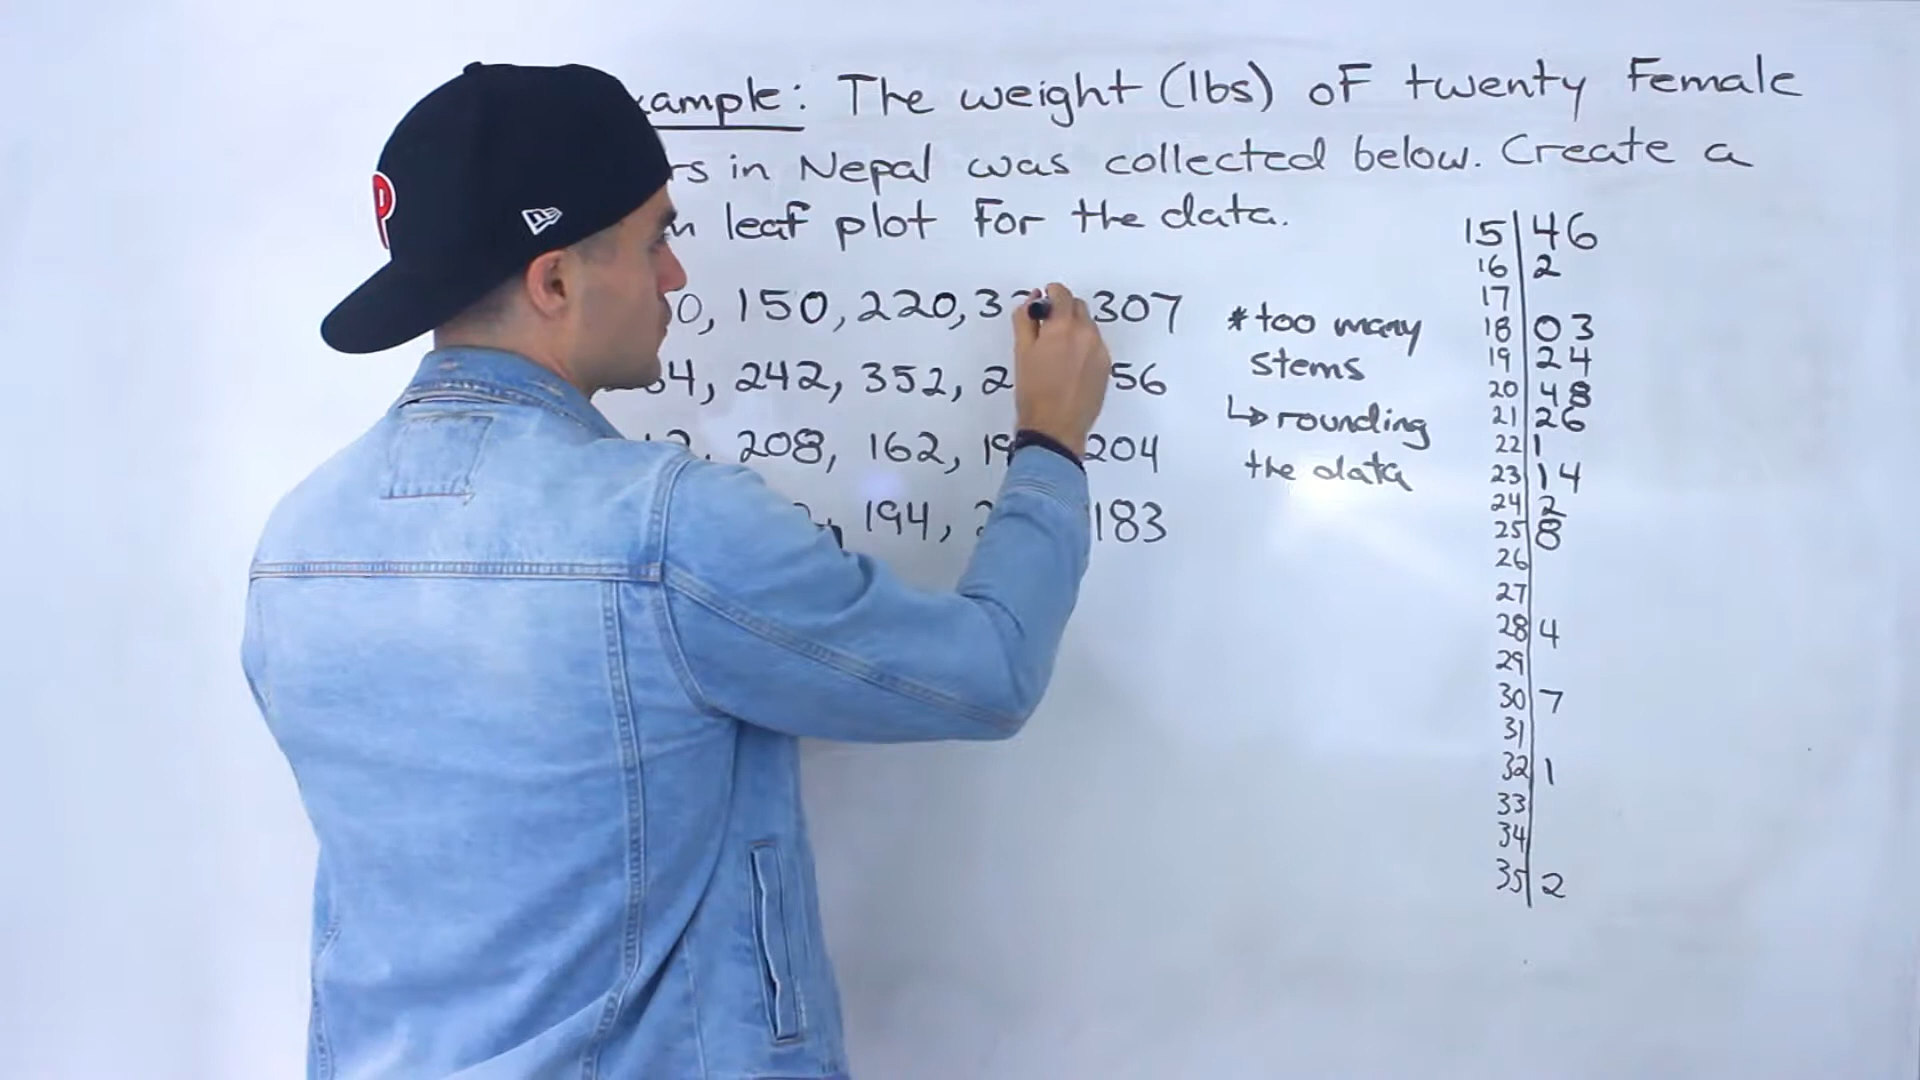 xample: The weight (lbs) of twenty Female
rs in Nepal was collected below. Create a
leaf plot For the data.
0, 150, 220, 307
34, 242, 352, 56
208, 162, 204
194, 183
* too many
stems
↳ rounding
the data
15 | 4 6
16 | 2
17 |
18 | 0 3
19 | 2 4
20 | 4 8
21 | 2 6
22 | 1
23 | 1 4
24 | 2
25 | 8
26 |
27 |
28 | 4
29 |
30 | 7
31 |
32 | 1
33 |
34 |
35 | 2
P